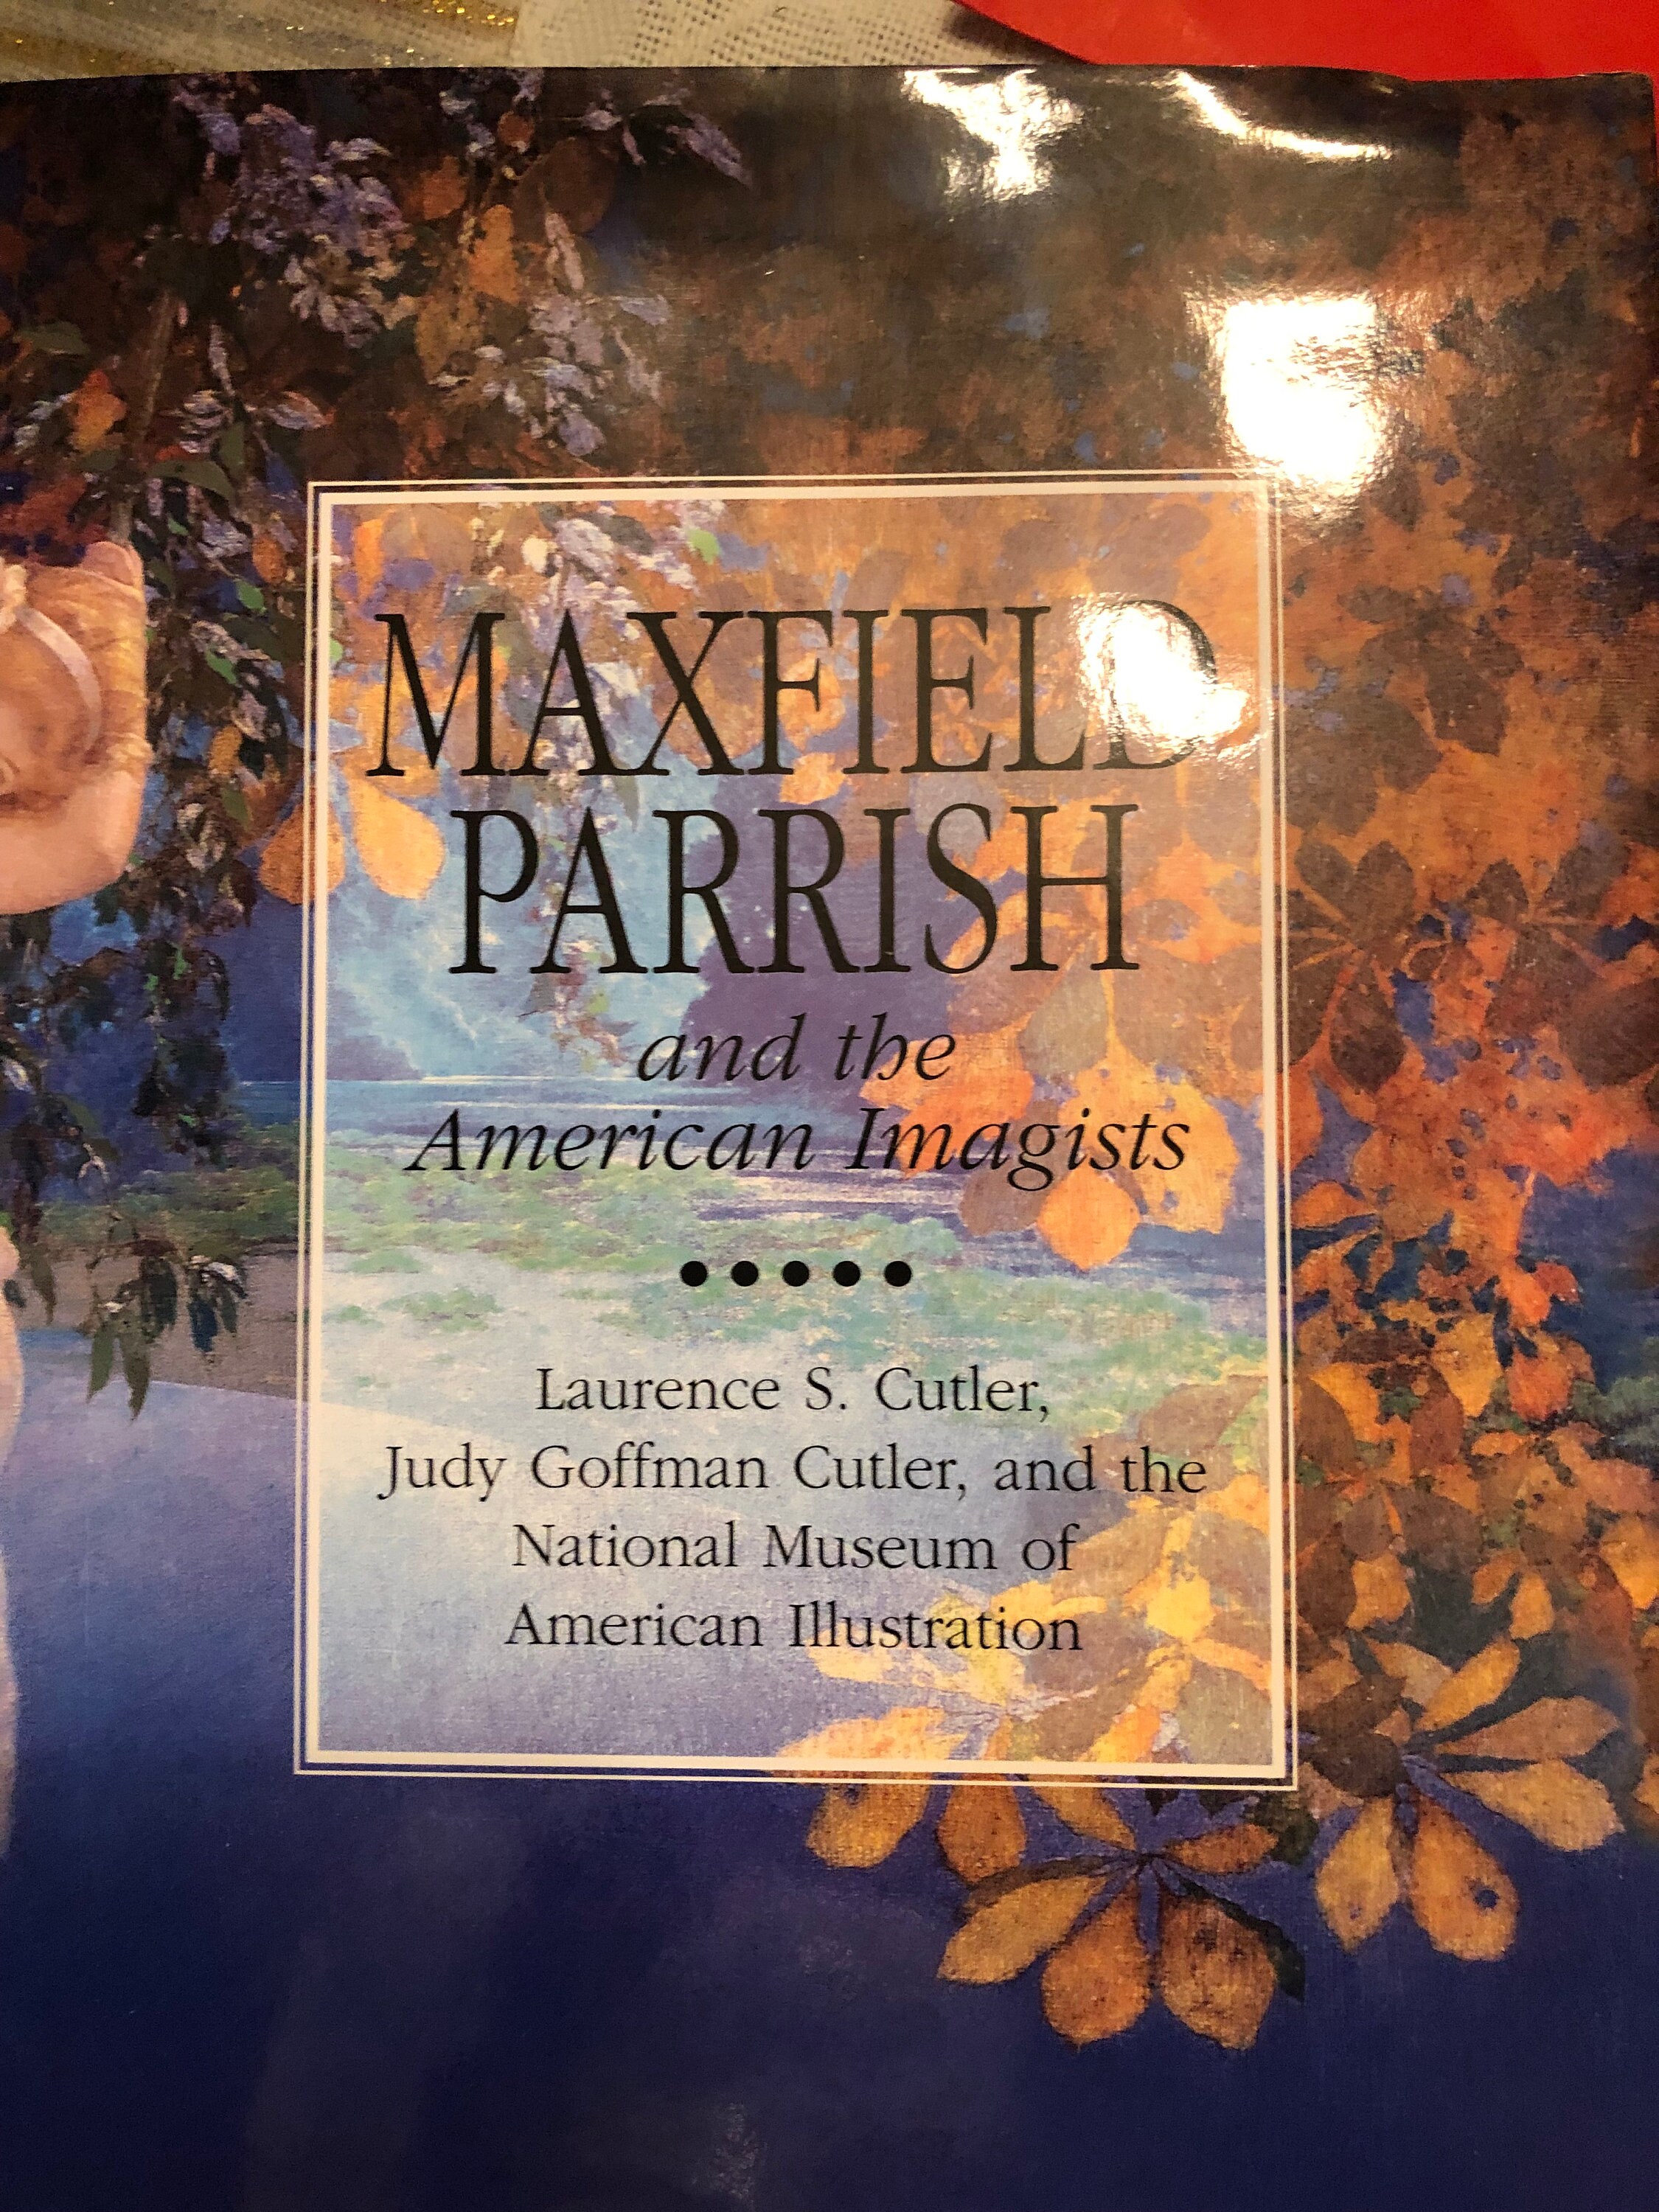 MAXFIELD
PARRISH
and the
American Imagists
•••••
Laurence S. Cutler,
Judy Goffman Cutler, and the
National Museum of
American Illustration